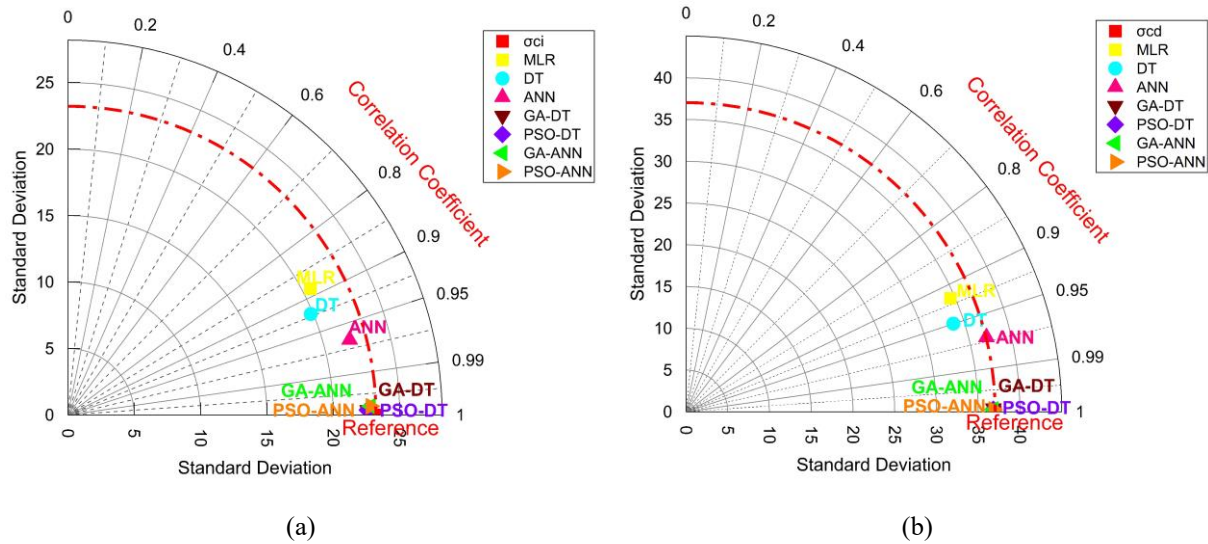 0
0.2
0.4
0.6
0.8
0.9
0.95
0.99
1
Correlation Coefficient
Standard Deviation
25
20
15
10
5
0
0
5
10
15
20
25
Standard Deviation
MLR
DT
ANN
GA-ANN
GA-DT
PSO-ANN
PSO-DT
Reference
σci
MLR
DT
ANN
GA-DT
PSO-DT
GA-ANN
PSO-ANN
(a)
0
0.2
0.4
0.6
0.8
0.9
0.95
0.99
1
Correlation Coefficient
Standard Deviation
40
35
30
25
20
15
10
5
0
0
5
10
15
20
25
30
35
40
Standard Deviation
MLR
DT
ANN
GA-ANN
GA-DT
PSO-ANN
PSO-DT
Reference
σcd
MLR
DT
ANN
GA-DT
PSO-DT
GA-ANN
PSO-ANN
(b)